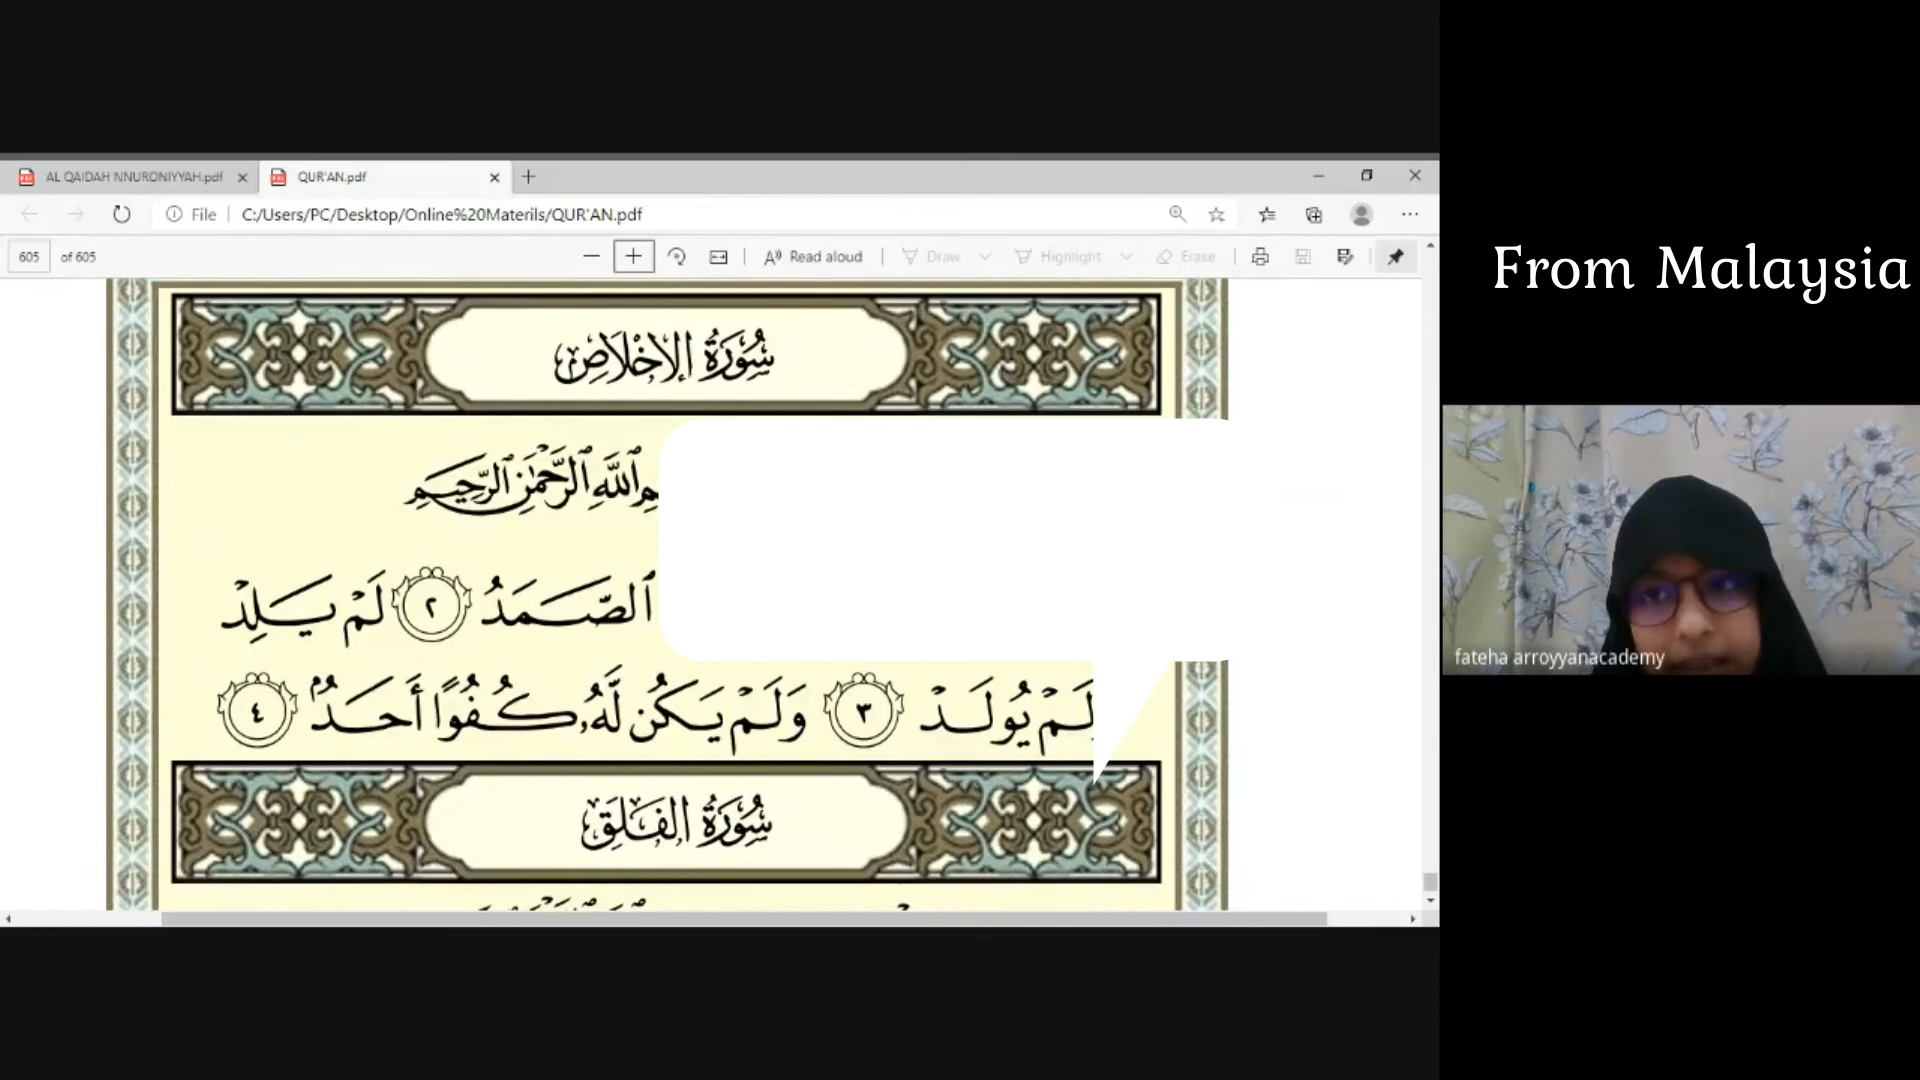 AL QAIDAH NNURONIYYAH.pdf
QUR'AN.pdf
File
C:/Users/PC/Desktop/Online%20Materils/QUR'AN.pdf
605 of 605
Read aloud
Draw
Highlight
Erase
From Malaysia
سُورَةُ الإِخْلَاصِ
ٱللَّهِ ٱلرَّحْمَٰنِ ٱلرَّحِيمِ
ٱلصَّمَدُ ٢ لَمْ يَلِدْ
لَمْ يُولَدْ ٣ وَلَمْ يَكُن لَّهُۥ كُفُوًا أَحَدٌۢ ٤
سُورَةُ الفَلَقِ
fateha arroyyanacademy